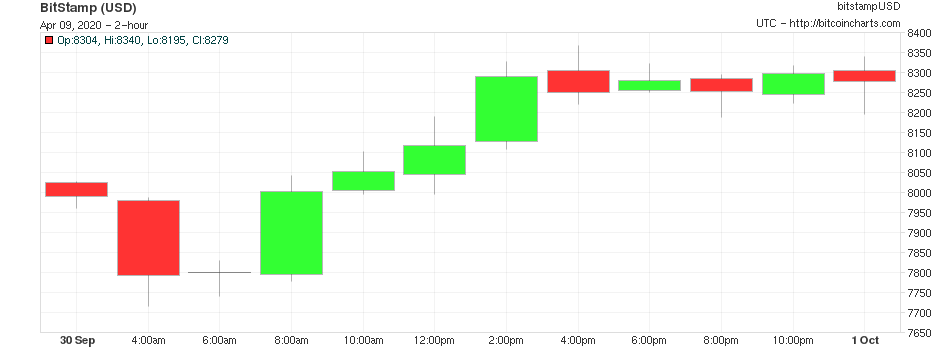 BitStamp (USD)
bitstampUSD
Apr 09, 2020 - 2-hour
UTC - http://bitcoincharts.com
Op:8304, Hi:8340, Lo:8195, Cl:8279
8400
8350
8300
8250
8200
8150
8100
8050
8000
7950
7900
7850
7800
7750
7700
7650
30 Sep 4:00am 6:00am 8:00am 10:00am 12:00pm 2:00pm 4:00pm 6:00pm 8:00pm 10:00pm 1 Oct